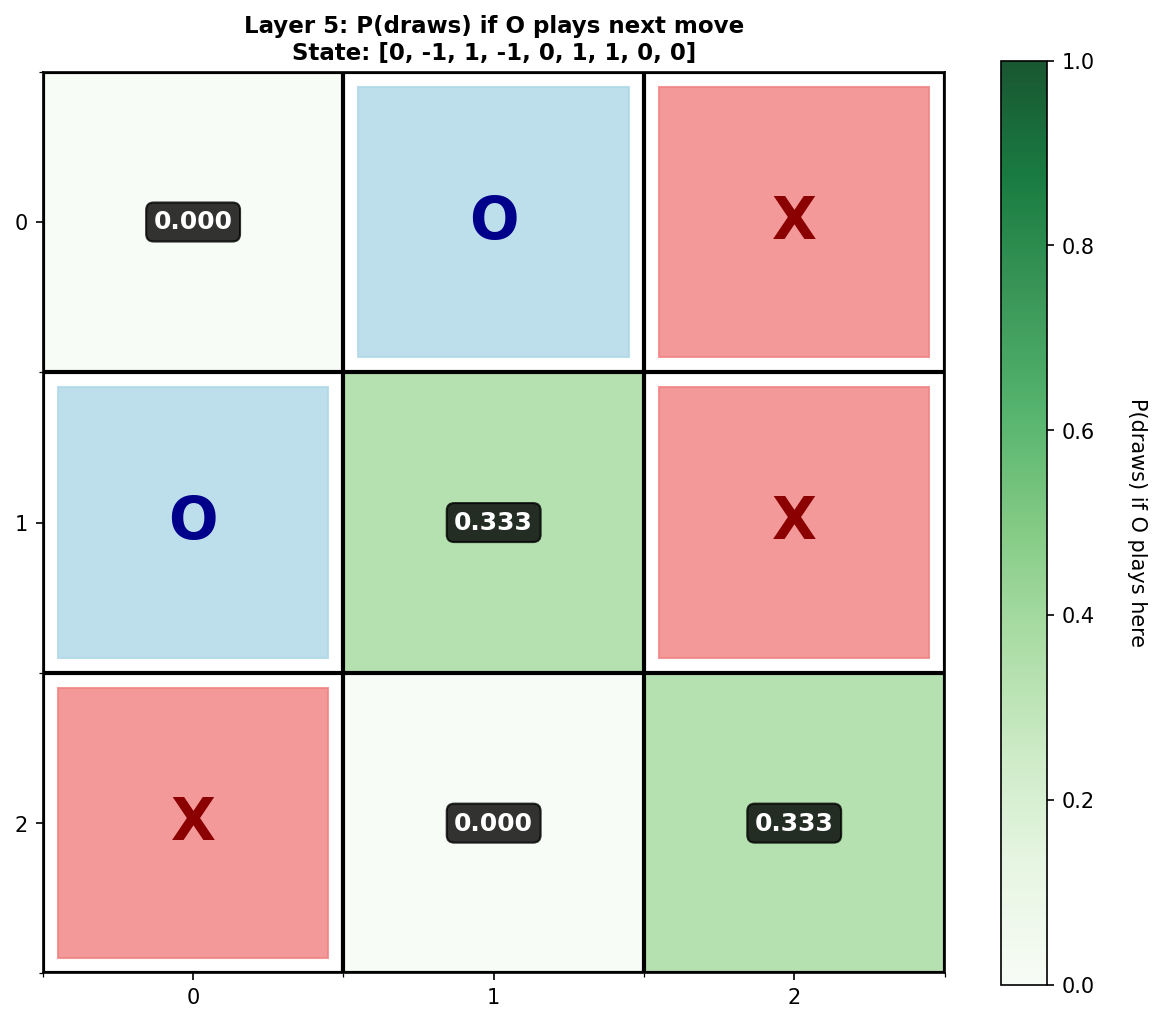 Layer 5: P(draws) if O plays next move
State: [0, -1, 1, -1, 0, 1, 1, 0, 0]
0
0.000
O
X
1
O
0.333
X
2
X
0.000
0.333
0
1
2
1.0
0.8
0.6
0.4
0.2
0.0
P(draws) if O plays here